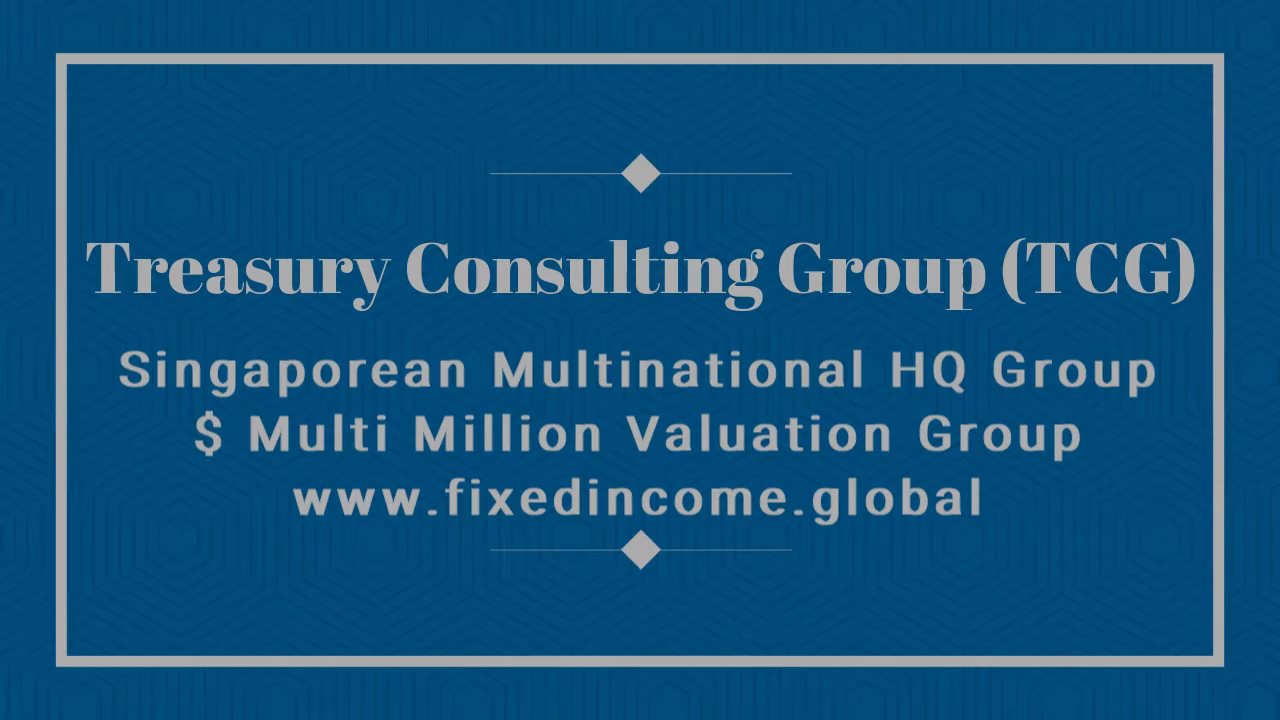 Treasury Consulting Group (TCG)
Singaporean Multinational HQ Group
$ Multi Million Valuation Group
www.fixedincome.global